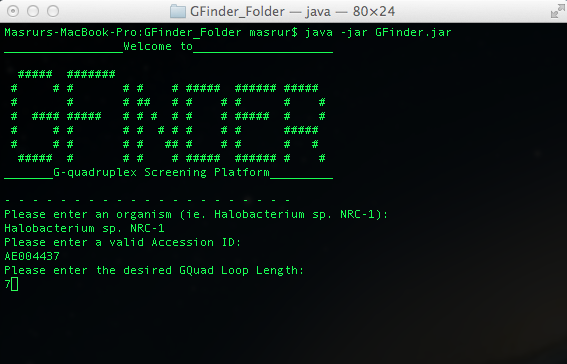 GFinder_Folder — java — 80×24
Masrurs-MacBook-Pro:GFinder_Folder masrur$ java -jar GFinder.jar
_________________Welcome to____________________
GFINDER
_______G-quadruplex Screening Platform_________
- - - - - - - - - - - - - - - - - - - - -
Please enter an organism (ie. Halobacterium sp. NRC-1):
Halobacterium sp. NRC-1
Please enter a valid Accession ID:
AE004437
Please enter the desired GQuad Loop Length:
7